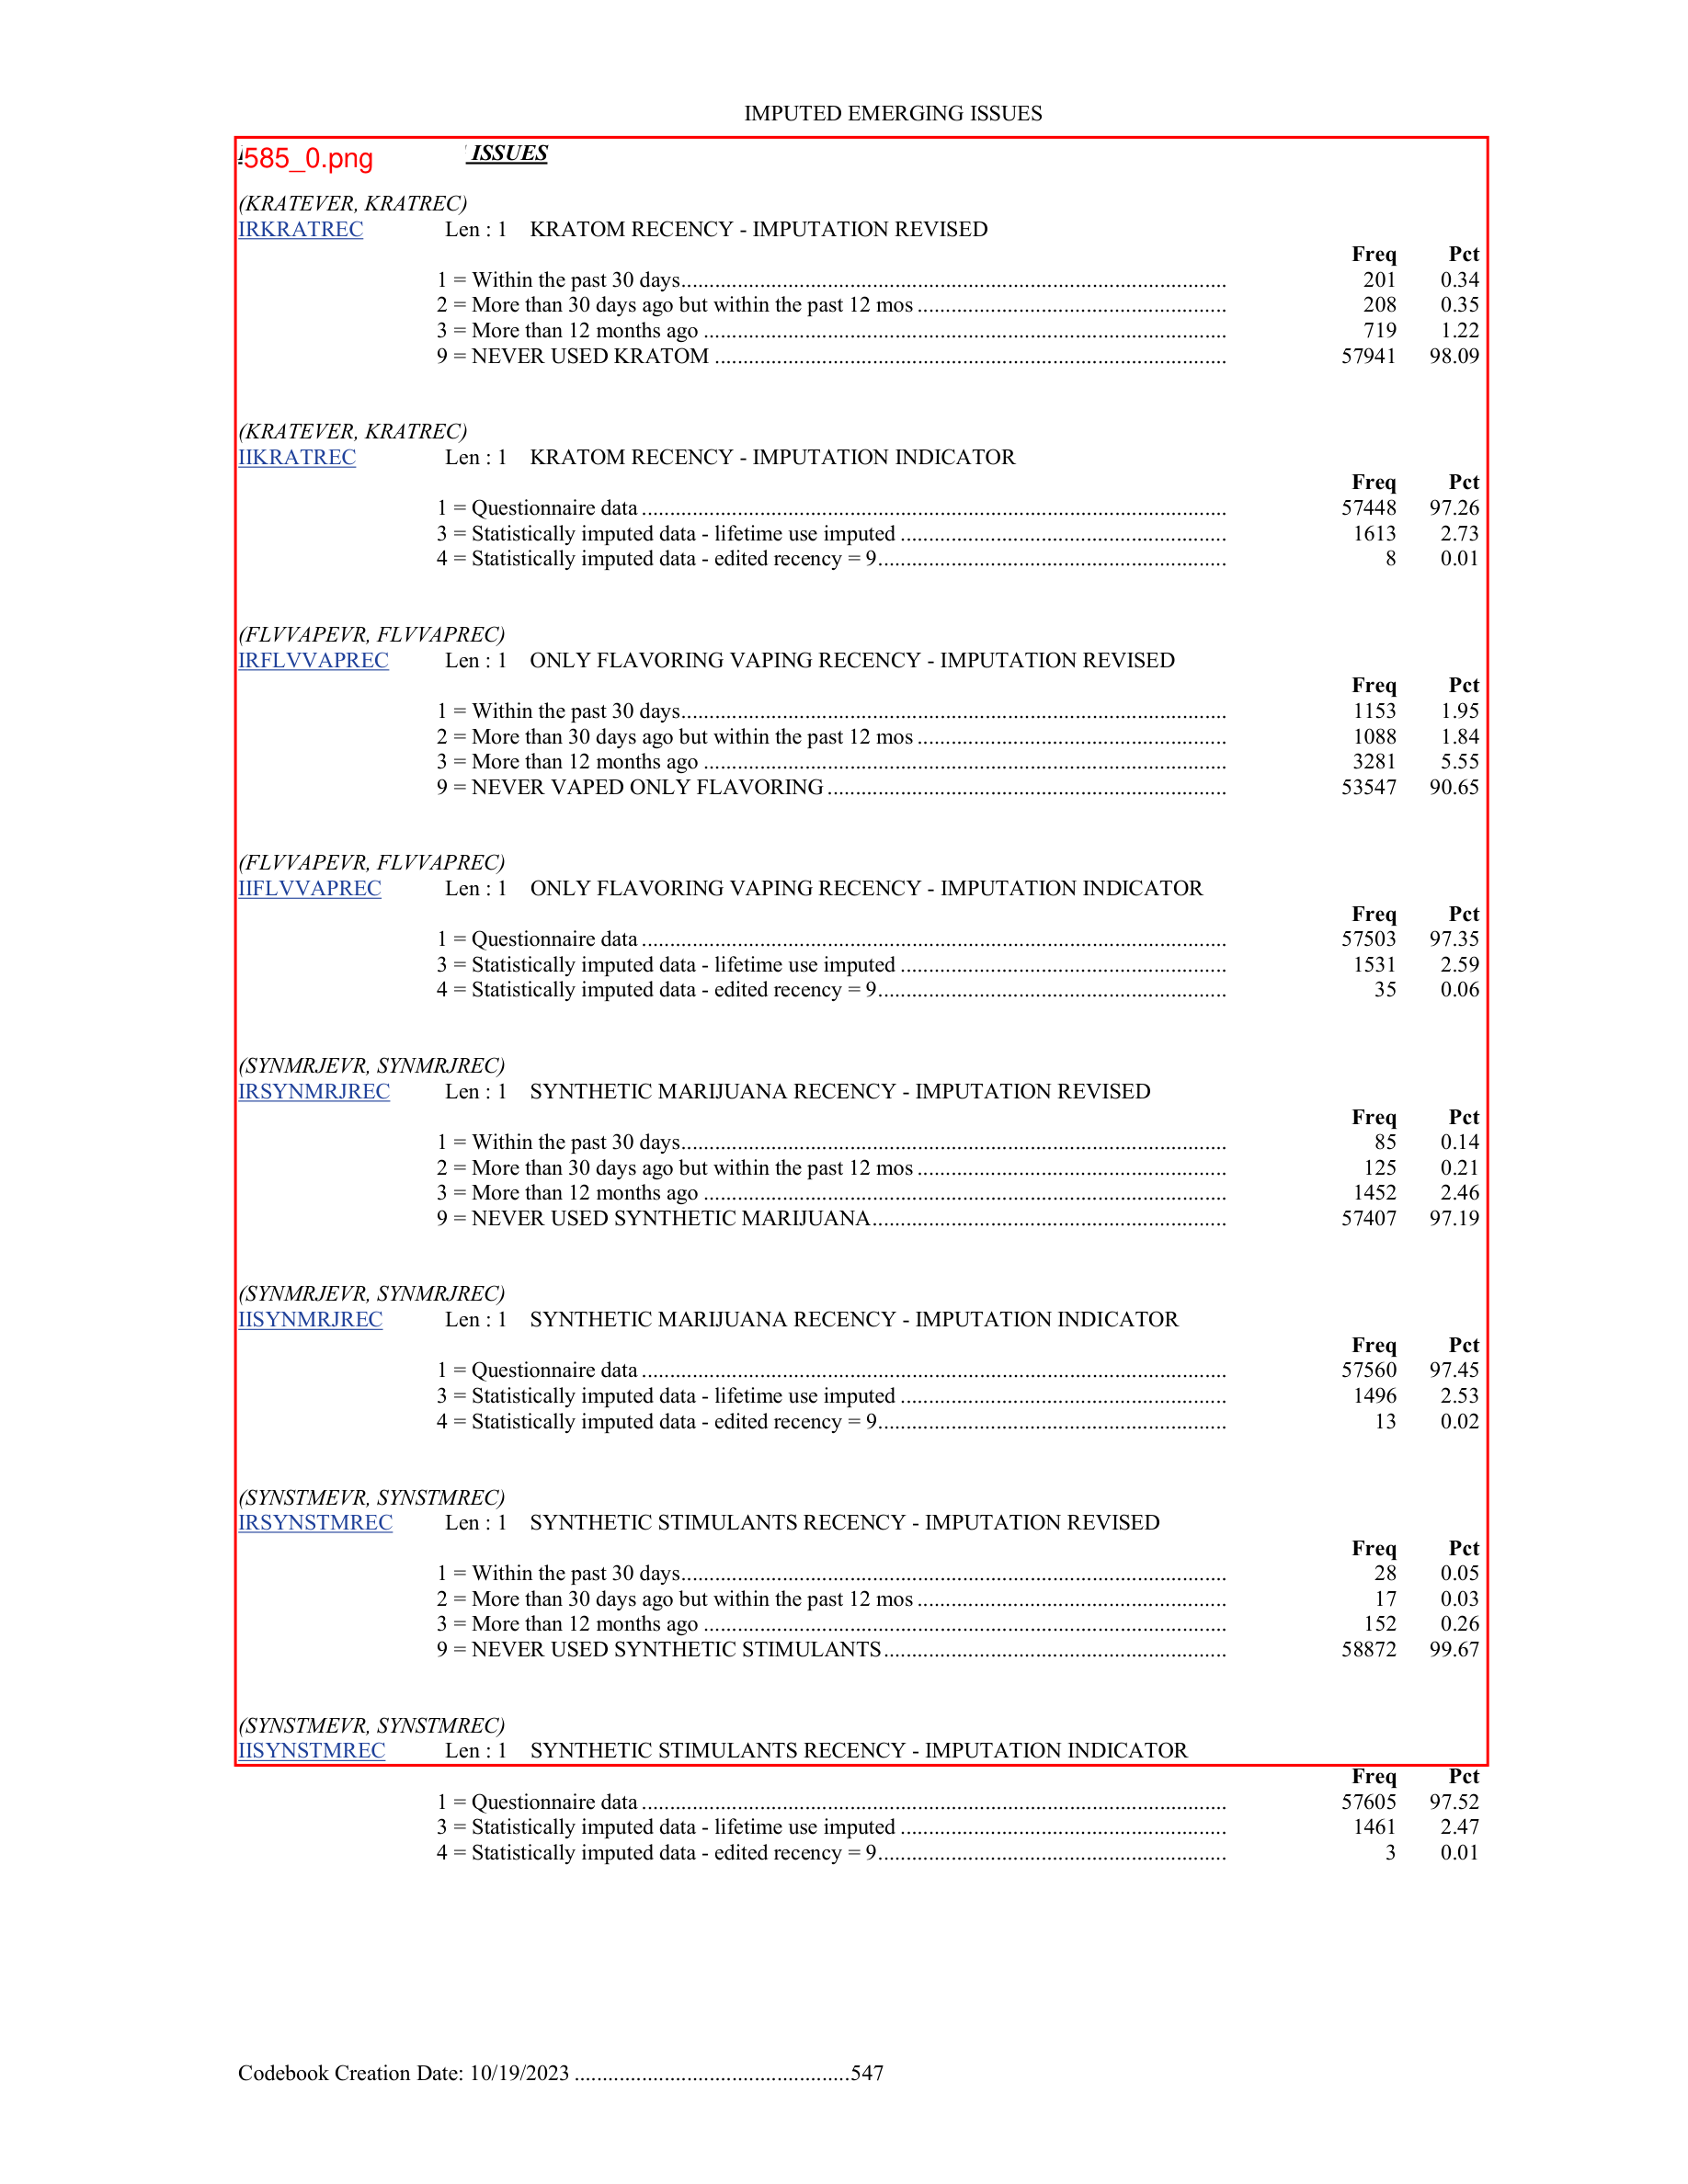 IMPUTED EMERGING ISSUES
585_0.png ISSUES
(KRATEVER, KRATREC)
IRKRATREC Len : 1 KRATOM RECENCY - IMPUTATION REVISED
Freq Pct
1 = Within the past 30 days................................................................................................. 201 0.34
2 = More than 30 days ago but within the past 12 mos ....................................................... 208 0.35
3 = More than 12 months ago ............................................................................................. 719 1.22
9 = NEVER USED KRATOM ........................................................................................... 57941 98.09
(KRATEVER, KRATREC)
IIKRATREC Len : 1 KRATOM RECENCY - IMPUTATION INDICATOR
Freq Pct
1 = Questionnaire data ........................................................................................................ 57448 97.26
3 = Statistically imputed data - lifetime use imputed .......................................................... 1613 2.73
4 = Statistically imputed data - edited recency = 9.............................................................. 8 0.01
(FLVVAPEVR, FLVVAPREC)
IRFLVVAPREC Len : 1 ONLY FLAVORING VAPING RECENCY - IMPUTATION REVISED
Freq Pct
1 = Within the past 30 days................................................................................................. 1153 1.95
2 = More than 30 days ago but within the past 12 mos ....................................................... 1088 1.84
3 = More than 12 months ago ............................................................................................. 3281 5.55
9 = NEVER VAPED ONLY FLAVORING ....................................................................... 53547 90.65
(FLVVAPEVR, FLVVAPREC)
IIFLVVAPREC Len : 1 ONLY FLAVORING VAPING RECENCY - IMPUTATION INDICATOR
Freq Pct
1 = Questionnaire data ........................................................................................................ 57503 97.35
3 = Statistically imputed data - lifetime use imputed .......................................................... 1531 2.59
4 = Statistically imputed data - edited recency = 9.............................................................. 35 0.06
(SYNMRJEVR, SYNMRJREC)
IRSYNMRJREC Len : 1 SYNTHETIC MARIJUANA RECENCY - IMPUTATION REVISED
Freq Pct
1 = Within the past 30 days................................................................................................. 85 0.14
2 = More than 30 days ago but within the past 12 mos ....................................................... 125 0.21
3 = More than 12 months ago ............................................................................................. 1452 2.46
9 = NEVER USED SYNTHETIC MARIJUANA............................................................... 57407 97.19
(SYNMRJEVR, SYNMRJREC)
IISYNMRJREC Len : 1 SYNTHETIC MARIJUANA RECENCY - IMPUTATION INDICATOR
Freq Pct
1 = Questionnaire data ........................................................................................................ 57560 97.45
3 = Statistically imputed data - lifetime use imputed .......................................................... 1496 2.53
4 = Statistically imputed data - edited recency = 9.............................................................. 13 0.02
(SYNSTMEVR, SYNSTMREC)
IRSYNSTMREC Len : 1 SYNTHETIC STIMULANTS RECENCY - IMPUTATION REVISED
Freq Pct
1 = Within the past 30 days................................................................................................. 28 0.05
2 = More than 30 days ago but within the past 12 mos ....................................................... 17 0.03
3 = More than 12 months ago ............................................................................................. 152 0.26
9 = NEVER USED SYNTHETIC STIMULANTS............................................................. 58872 99.67
(SYNSTMEVR, SYNSTMREC)
IISYNSTMREC Len : 1 SYNTHETIC STIMULANTS RECENCY - IMPUTATION INDICATOR
Freq Pct
1 = Questionnaire data ........................................................................................................ 57605 97.52
3 = Statistically imputed data - lifetime use imputed .......................................................... 1461 2.47
4 = Statistically imputed data - edited recency = 9.............................................................. 3 0.01
Codebook Creation Date: 10/19/2023 .................................................547